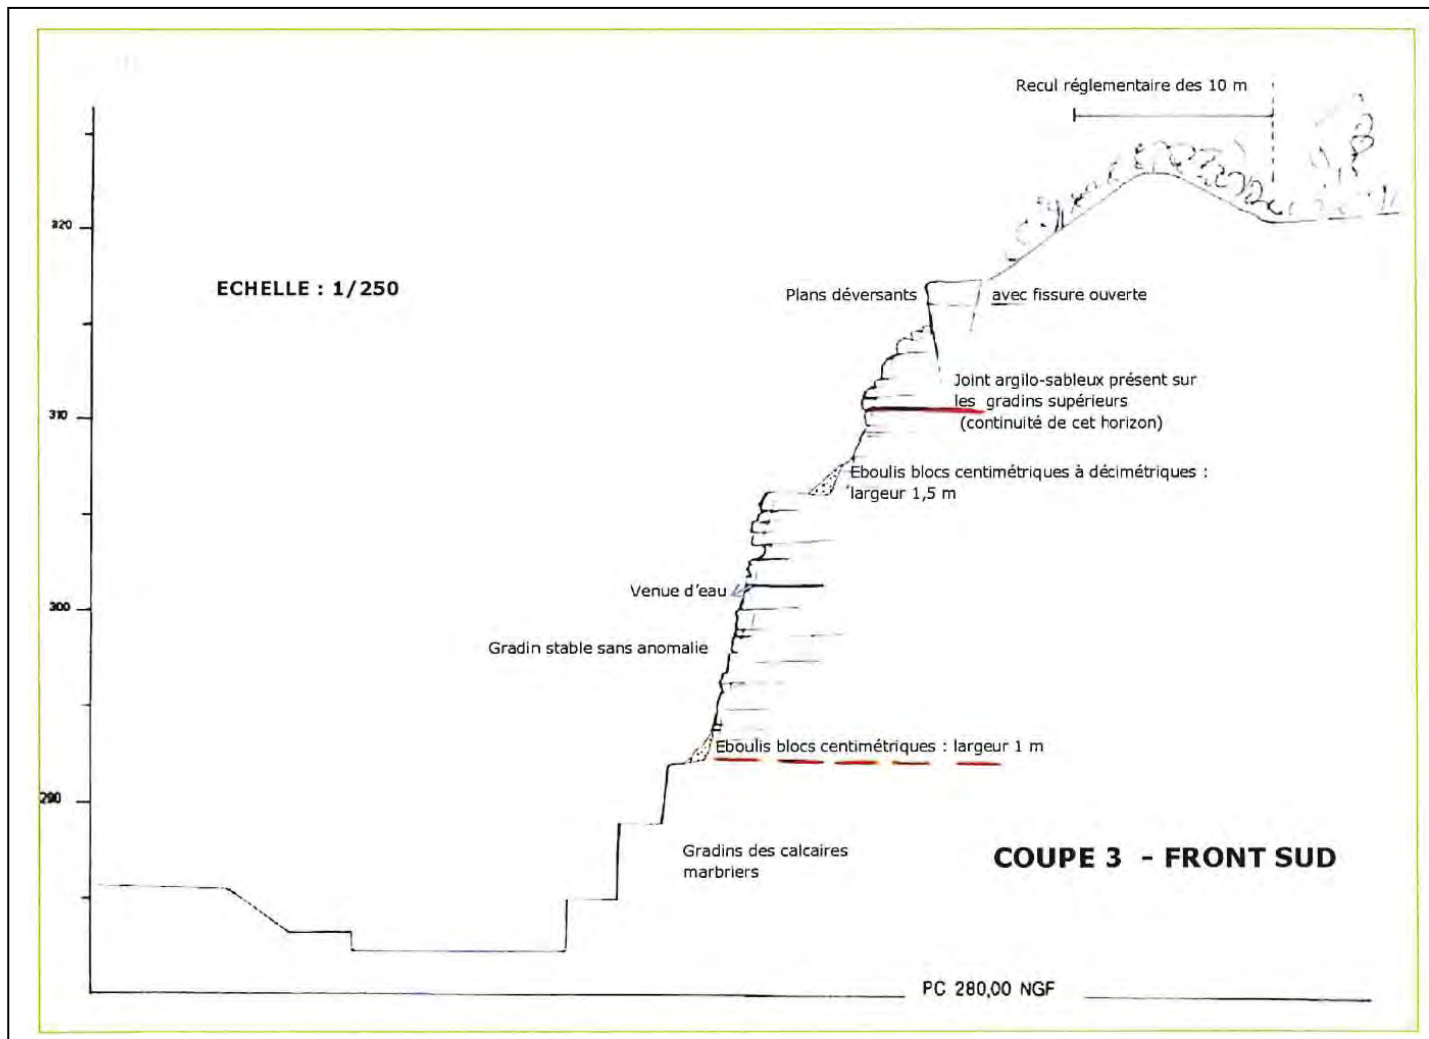 Recul réglementaire des 10 m
320
ECHELLE : 1/250
Plans déversants
avec fissure ouverte
Joint argilo-sableux présent sur
les gradins supérieurs
(continuité de cet horizon)
310
Eboulis blocs centimétriques à décimétriques :
largeur 1,5 m
Venue d'eau
300
Gradin stable sans anomalie
Eboulis blocs centimétriques : largeur 1 m
290
Gradins des calcaires
marbriers
COUPE 3 - FRONT SUD
PC 280,00 NGF